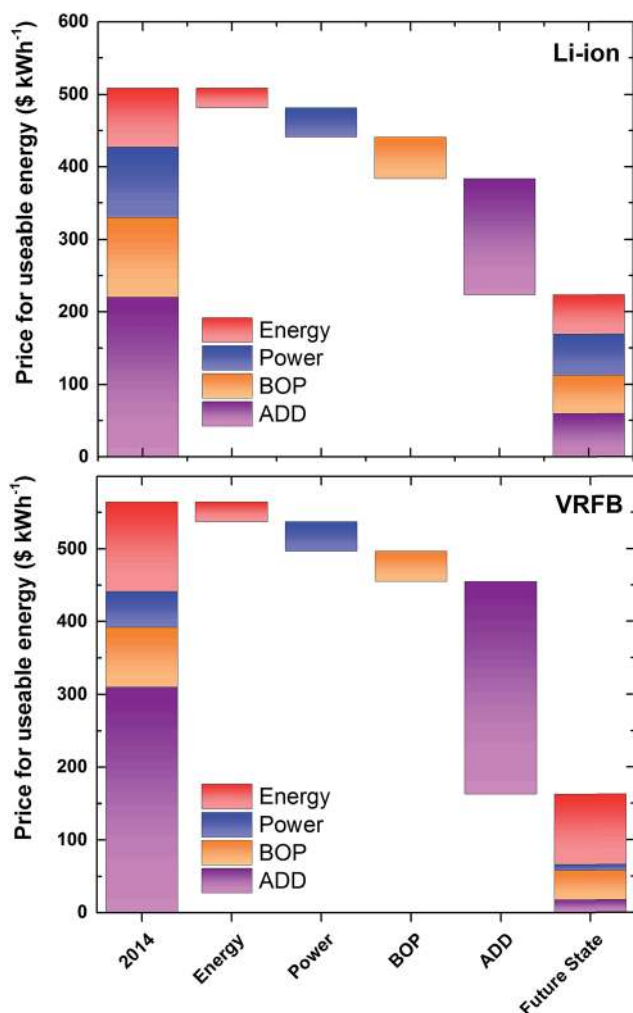 Price for useable energy ($ kWh⁻¹)
600
500
400
300
200
100
0
Li-ion
Energy
Power
BOP
ADD
Price for useable energy ($ kWh⁻¹)
500
400
300
200
100
0
VRFB
Energy
Power
BOP
ADD
2014
Energy
Power
BOP
ADD
Future State